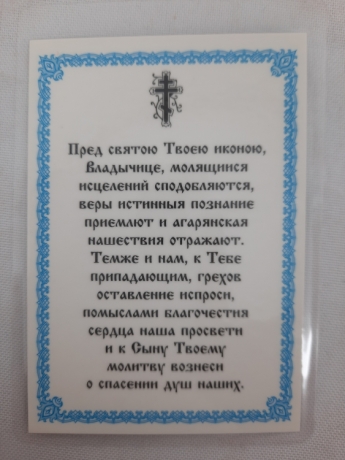 Пред святою Твоею иконою,
Владычице, молящиися
исцелений сподобляются,
веры истинныя познание
приемлют и агарянская
нашествия отражают.
Темже и нам, к Тебе
припадающим, грехов
оставление испроси,
помыслами благочестия
сердца наша просвети
и к Сыну Твоему
молитву вознеси
о спасении душ наших.